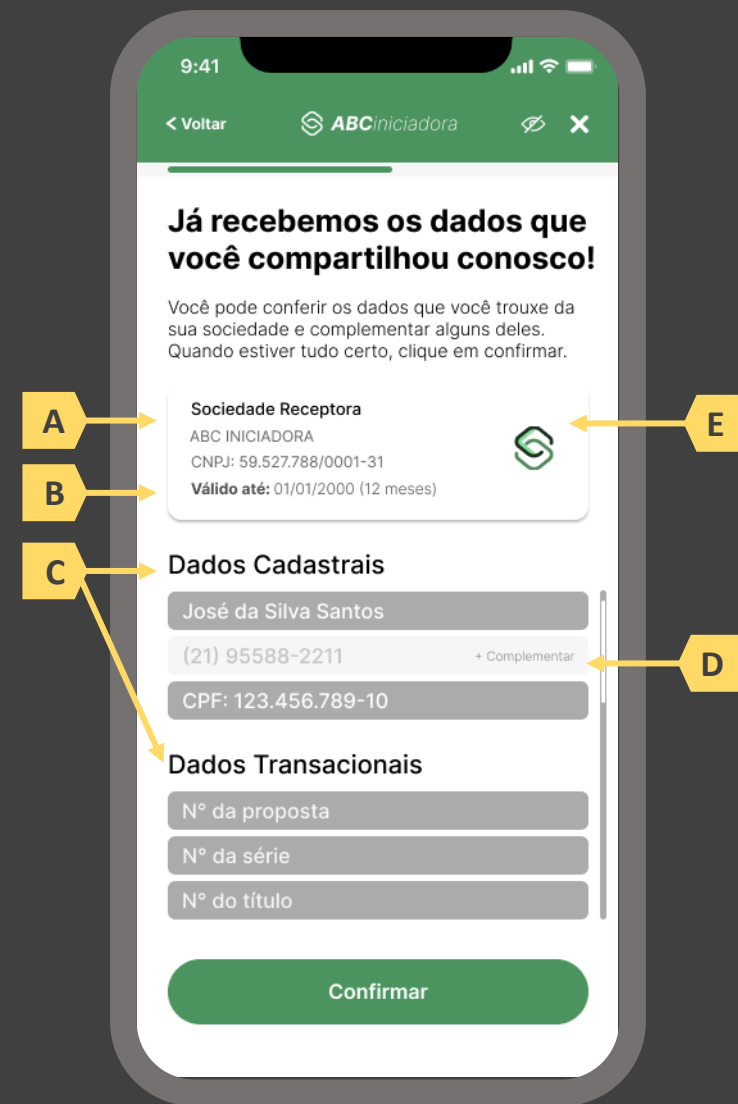 9:41
< Voltar
ABCiniciadora
Já recebemos os dados que
você compartilhou conosco!
Você pode conferir os dados que você trouxe da
sua sociedade e complementar alguns deles.
Quando estiver tudo certo, clique em confirmar.
A
Sociedade Receptora
E
ABC INICIADORA
CNPJ: 59.527.788/0001-31
B
Válido até: 01/01/2000 (12 meses)
C
Dados Cadastrais
José da Silva Santos
(21) 95588-2211
+ Complementar
D
CPF: 123.456.789-10
Dados Transacionais
N° da proposta
N° da série
N° do título
Confirmar